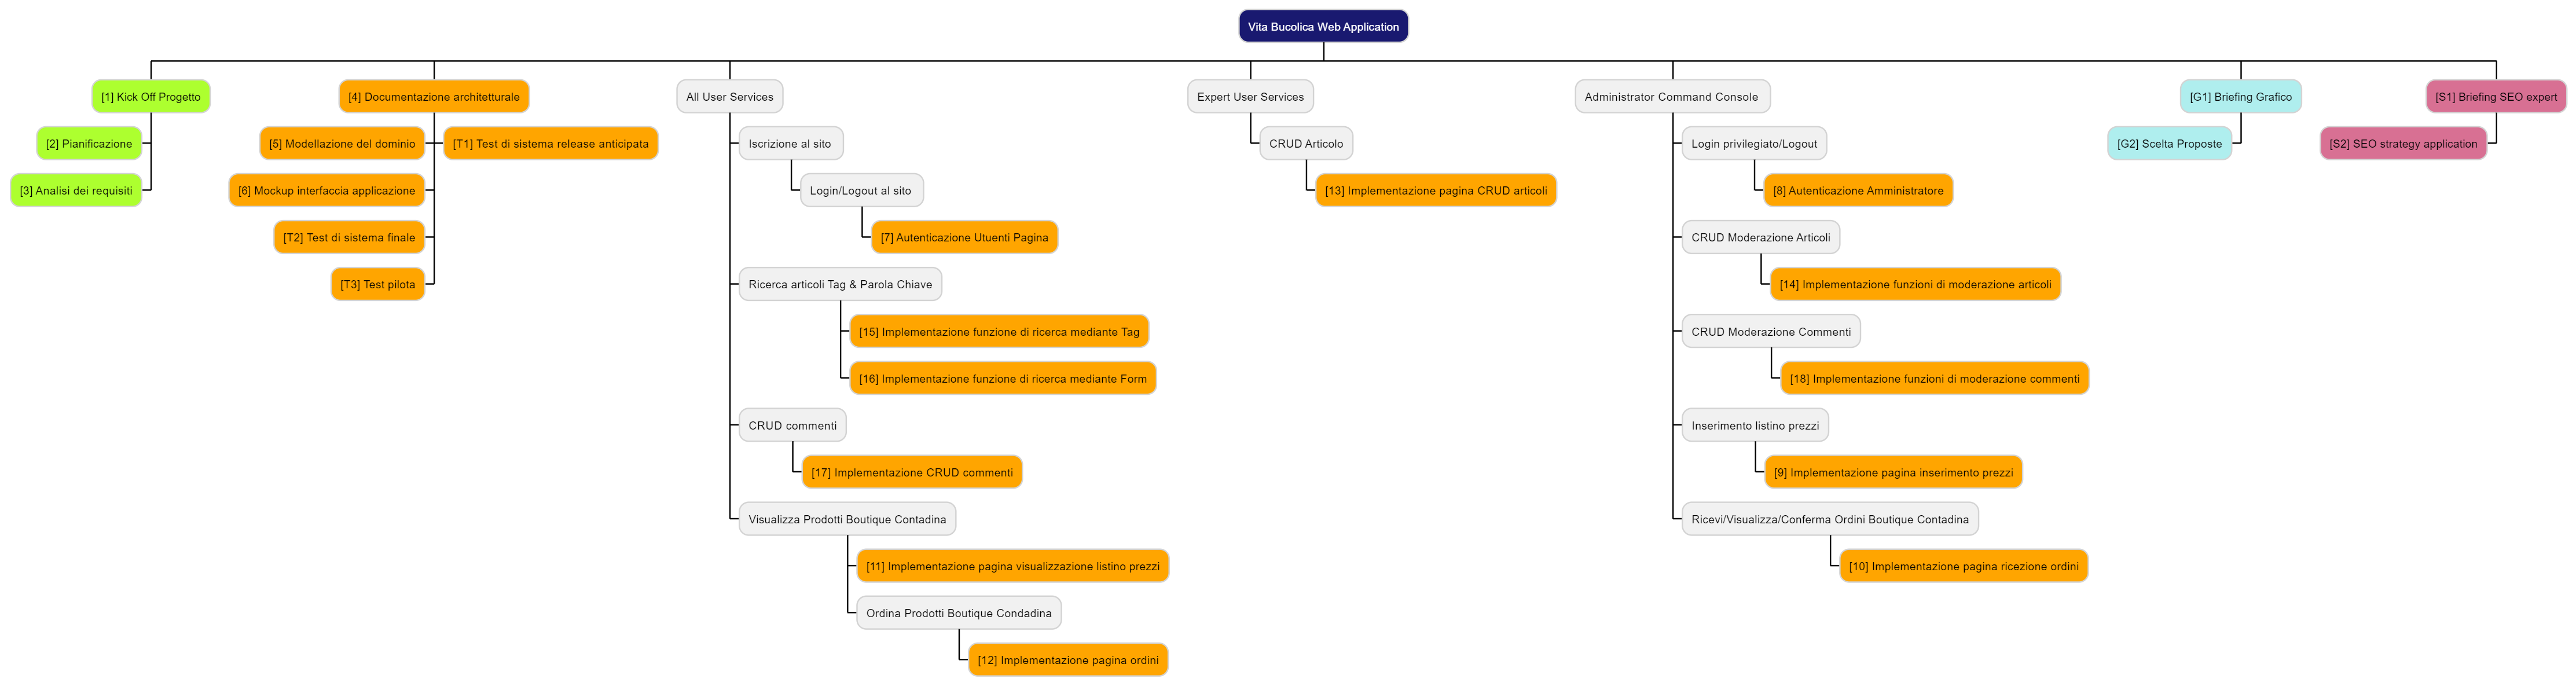 Vita Bucolica Web Application
[1] Kick Off Progetto
[2] Pianificazione
[3] Analisi dei requisiti
[4] Documentazione architetturale
[5] Modellazione del dominio
[T1] Test di sistema release anticipata
[6] Mockup interfaccia applicazione
[T2] Test di sistema finale
[T3] Test pilota
All User Services
Iscrizione al sito
Login/Logout al sito
[7] Autenticazione Utuenti Pagina
Ricerca articoli Tag & Parola Chiave
[15] Implementazione funzione di ricerca mediante Tag
[16] Implementazione funzione di ricerca mediante Form
CRUD commenti
[17] Implementazione CRUD commenti
Visualizza Prodotti Boutique Contadina
[11] Implementazione pagina visualizzazione listino prezzi
Ordina Prodotti Boutique Condadina
[12] Implementazione pagina ordini
Expert User Services
CRUD Articolo
[13] Implementazione pagina CRUD articoli
Administrator Command Console
Login privilegiato/Logout
[8] Autenticazione Amministratore
CRUD Moderazione Articoli
[14] Implementazione funzioni di moderazione articoli
CRUD Moderazione Commenti
[18] Implementazione funzioni di moderazione commenti
Inserimento listino prezzi
[9] Implementazione pagina inserimento prezzi
Ricevi/Visualizza/Conferma Ordini Boutique Contadina
[10] Implementazione pagina ricezione ordini
[G1] Briefing Grafico
[G2] Scelta Proposte
[S1] Briefing SEO expert
[S2] SEO strategy application